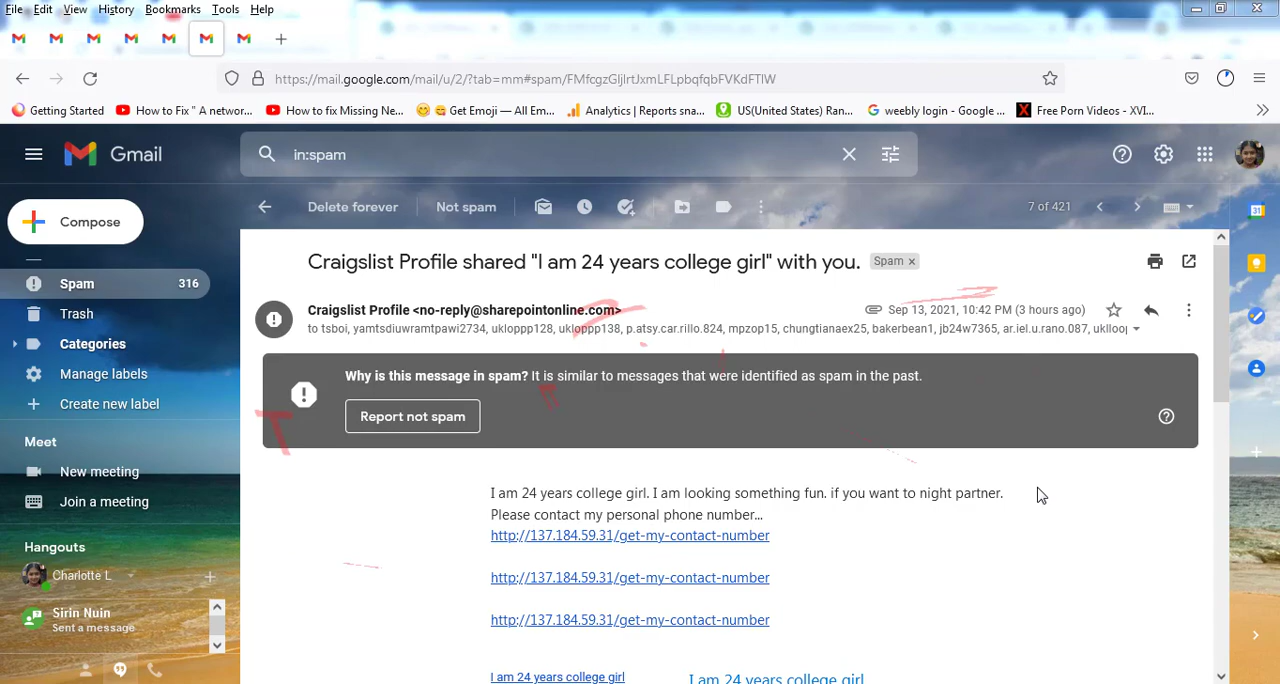 File Edit View History Bookmarks Tools Help
https://mail.google.com/mail/u/2/?tab=mm#spam/FMfcgzGljlrtJxmLFLpbqfqbFVKdFTlW
Getting Started How to Fix " A networ... How to fix Missing Ne... Get Emoji — All Em... Analytics | Reports sna... US(United States) Ran... weebly login - Google ... Free Porn Videos - XVI...
Gmail
in:spam
Compose
Delete forever Not spam 7 of 421
Spam 316
Trash
Categories
Manage labels
Create new label
Meet
New meeting
Join a meeting
Hangouts
Charlotte L
Sirin Nuin
Sent a message
Craigslist Profile shared "I am 24 years college girl" with you. Spam x
Craigslist Profile <no-reply@sharepointonline.com> Sep 13, 2021, 10:42 PM (3 hours ago)
to tsboi, yamtsdiuwramtpawi2734, ukloppp128, ukloppp138, p.atsy.car.rillo.824, mpzop15, chungtianaex25, bakerbean1, jb24w7365, ar.iel.u.rano.087, uklloop
Why is this message in spam? It is similar to messages that were identified as spam in the past.
Report not spam
I am 24 years college girl. I am looking something fun. if you want to night partner.
Please contact my personal phone number...
http://137.184.59.31/get-my-contact-number
http://137.184.59.31/get-my-contact-number
http://137.184.59.31/get-my-contact-number
I am 24 years college girl I am 24 years college girl
31